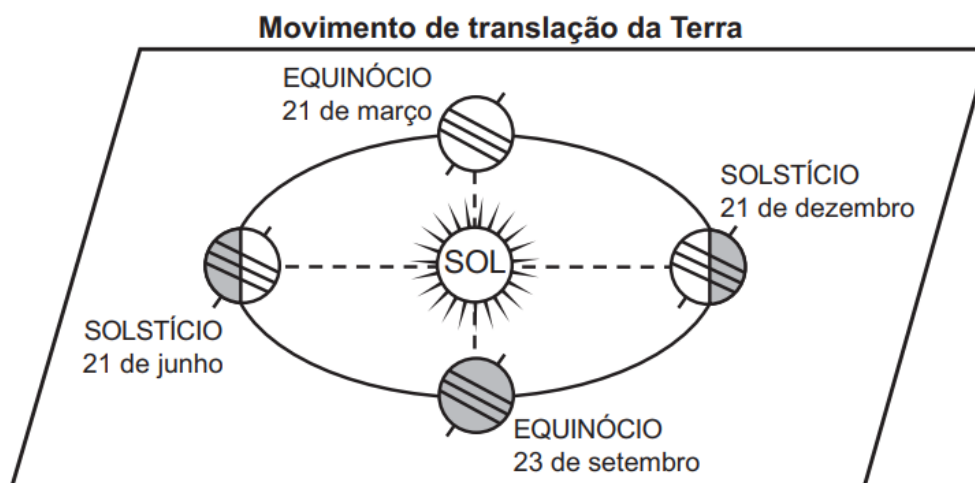 Movimento de translação da Terra
EQUINÓCIO
21 de março
SOLSTÍCIO
21 de dezembro
SOL
SOLSTÍCIO
21 de junho
EQUINÓCIO
23 de setembro